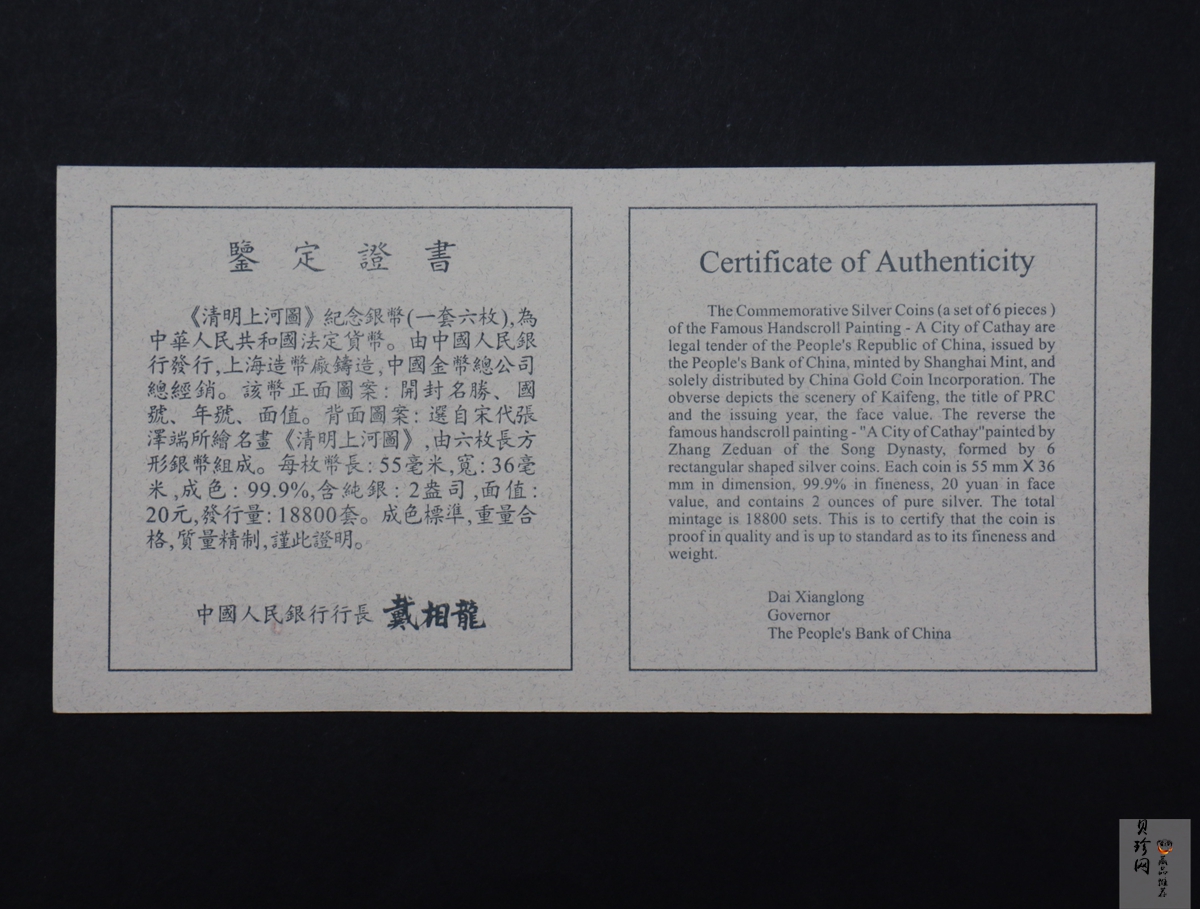 鑒定證書
《清明上河圖》紀念銀幣(一套六枚),為
中華人民共和國法定貨幣。由中國人民銀
行發行,上海造幣廠鑄造,中國金幣總公司
總經銷。該幣正面圖案:開封名勝、國
號、年號、面值。背面圖案:選自宋代張
澤端所繪名畫《清明上河圖》,由六枚長方
形銀幣組成。每枚幣長:55毫米,寬:36毫
米,成色:99.9%,含純銀:2盎司,面值:
20元,發行量:18800套。成色標準,重量合
格,質量精制,謹此證明。
中國人民銀行行長 戴相龍
Certificate of Authenticity
The Commemorative Silver Coins (a set of 6 pieces )
of the Famous Handscroll Painting - A City of Cathay are
legal tender of the People's Republic of China, issued by
the People's Bank of China, minted by Shanghai Mint, and
solely distributed by China Gold Coin Incorporation. The
obverse depicts the scenery of Kaifeng, the title of PRC
and the issuing year, the face value. The reverse the
famous handscroll painting - "A City of Cathay"painted by
Zhang Zeduan of the Song Dynasty, formed by 6
rectangular shaped silver coins. Each coin is 55 mm X 36
mm in dimension, 99.9% in fineness, 20 yuan in face
value, and contains 2 ounces of pure silver. The total
mintage is 18800 sets. This is to certify that the coin is
proof in quality and is up to standard as to its fineness and
weight.
Dai Xianglong
Governor
The People's Bank of China
贝珍网
藏品推荐